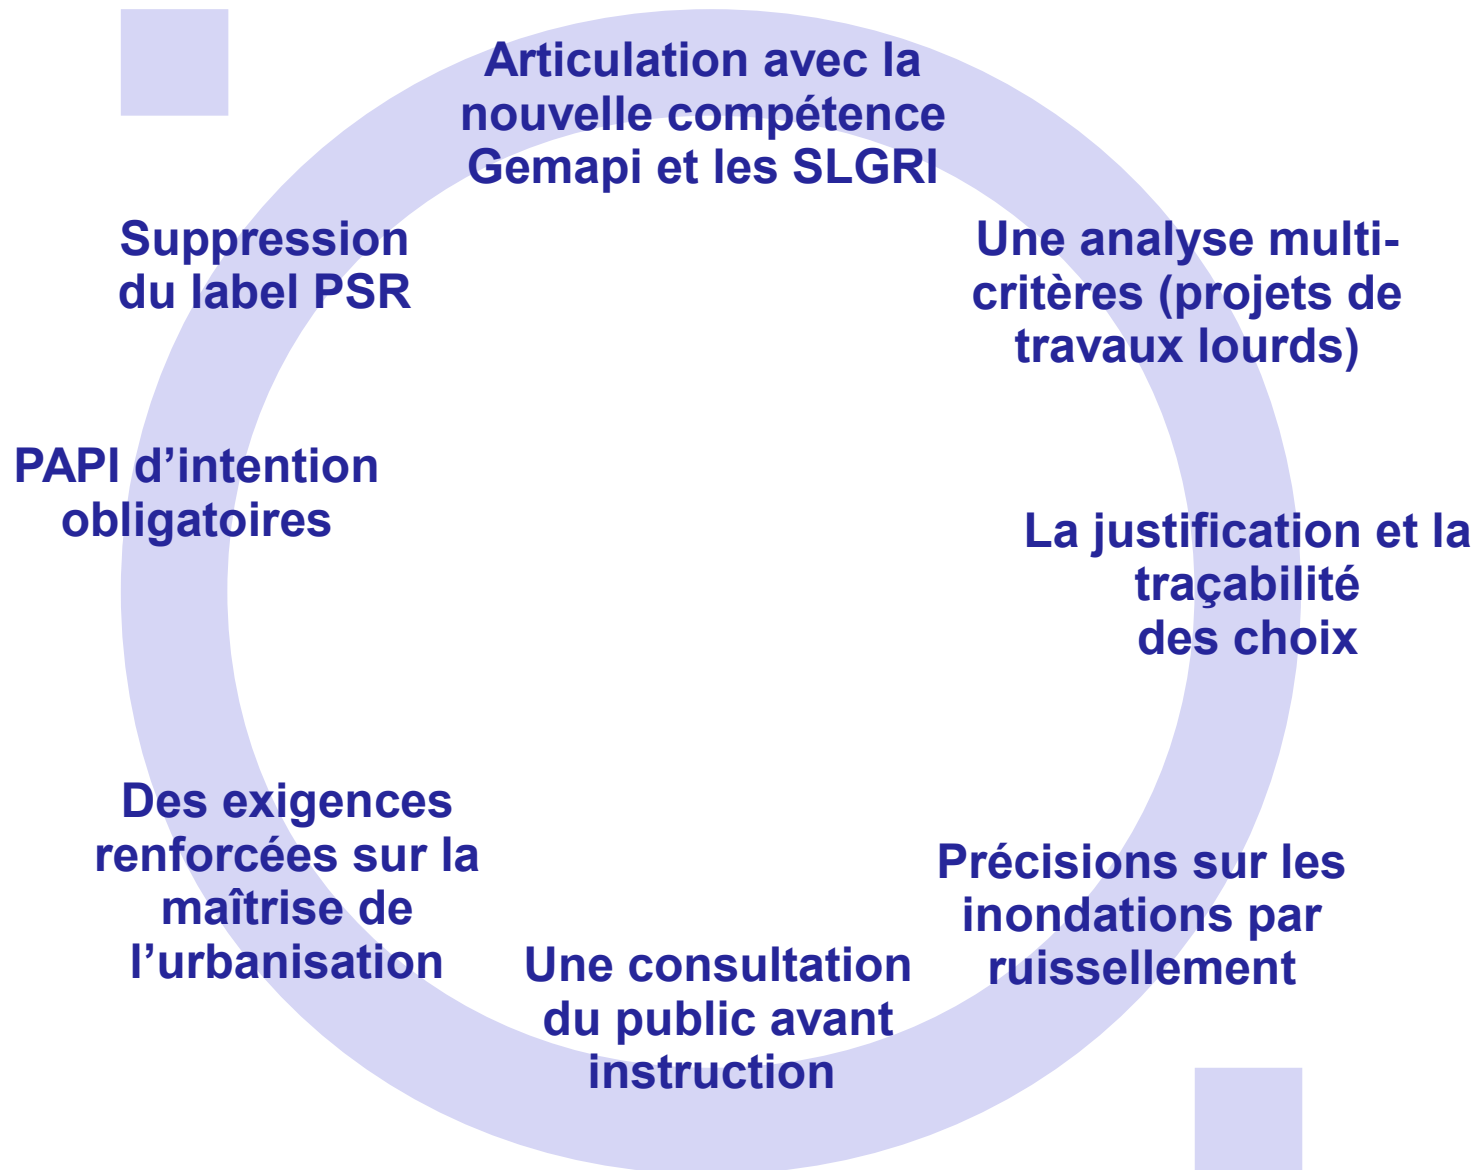 Articulation avec la
nouvelle compétence
Gemapi et les SLGRI
Suppression
du label PSR
Une analyse multi-
critères (projets de
travaux lourds)
PAPI d’intention
obligatoires
La justification et la
traçabilité
des choix
Des exigences
renforcées sur la
maîtrise de
l’urbanisation
Précisions sur les
inondations par
ruissellement
Une consultation
du public avant
instruction